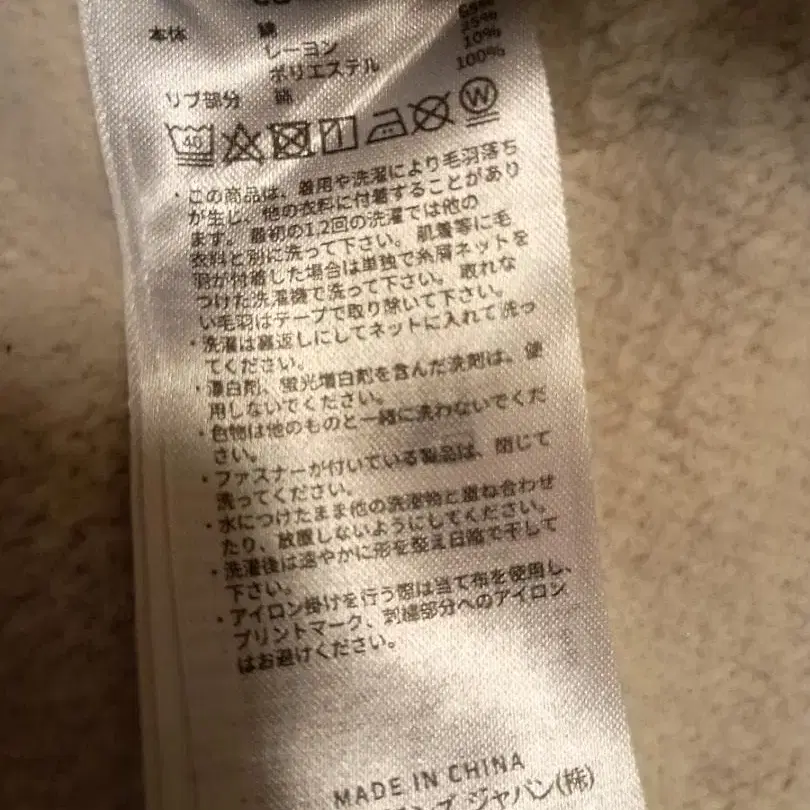 本体 綿 65%
レーヨン 25%
ポリエステル 10%
リブ部分 綿 100%
40 W
・この商品は、着用や洗濯により毛羽落ち
が生じ、他の衣料に付着することがあり
ます。最初の1,2回の洗濯では他の
衣料と別に洗って下さい。肌着等に毛
羽が付着した場合は単独で糸屑ネットを
つけた洗濯機で洗って下さい。取れな
い毛羽はテープで取り除いて下さい。
・洗濯は裏返しにしてネットに入れて洗っ
てください。
・漂白剤、蛍光増白剤を含んだ洗剤は、使
用しないでください。
・色物は他のものと一緒に洗わないでくだ
さい。
・ファスナーが付いている製品は、閉じて
洗ってください。
・水につけたまま他の洗濯物と重ね合わせ
たり、放置しないようにしてください。
・洗濯後は速やかに形を整え日陰で干して
下さい。
・アイロン掛けを行う際は当て布を使用し、
プリントマーク、刺繍部分へのアイロン
はお避けください。
MADE IN CHINA
ジャパン(株)